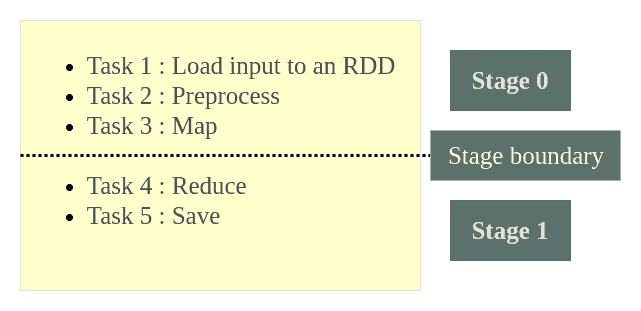 Task 1 : Load input to an RDD
Task 2 : Preprocess
Task 3 : Map
Stage 0
Stage boundary
Task 4 : Reduce
Task 5 : Save
Stage 1